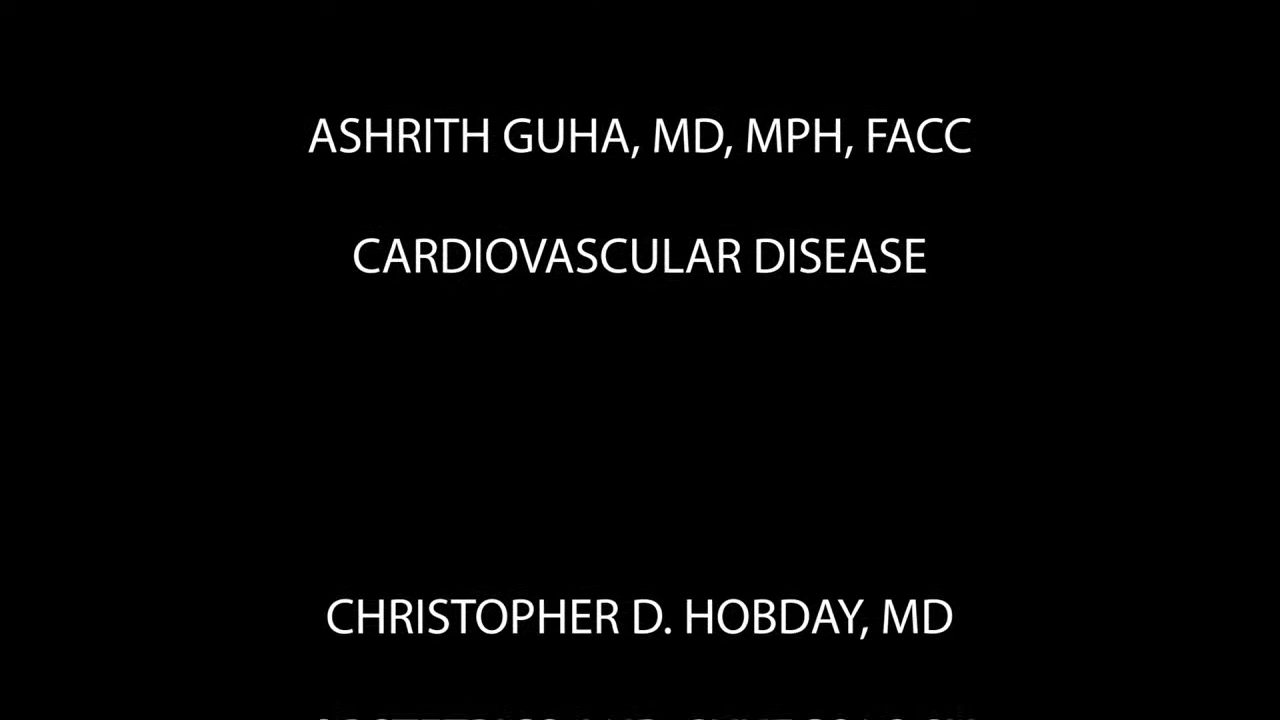 ASHRITH GUHA, MD, MPH, FACC
CARDIOVASCULAR DISEASE
CHRISTOPHER D. HOBDAY, MD